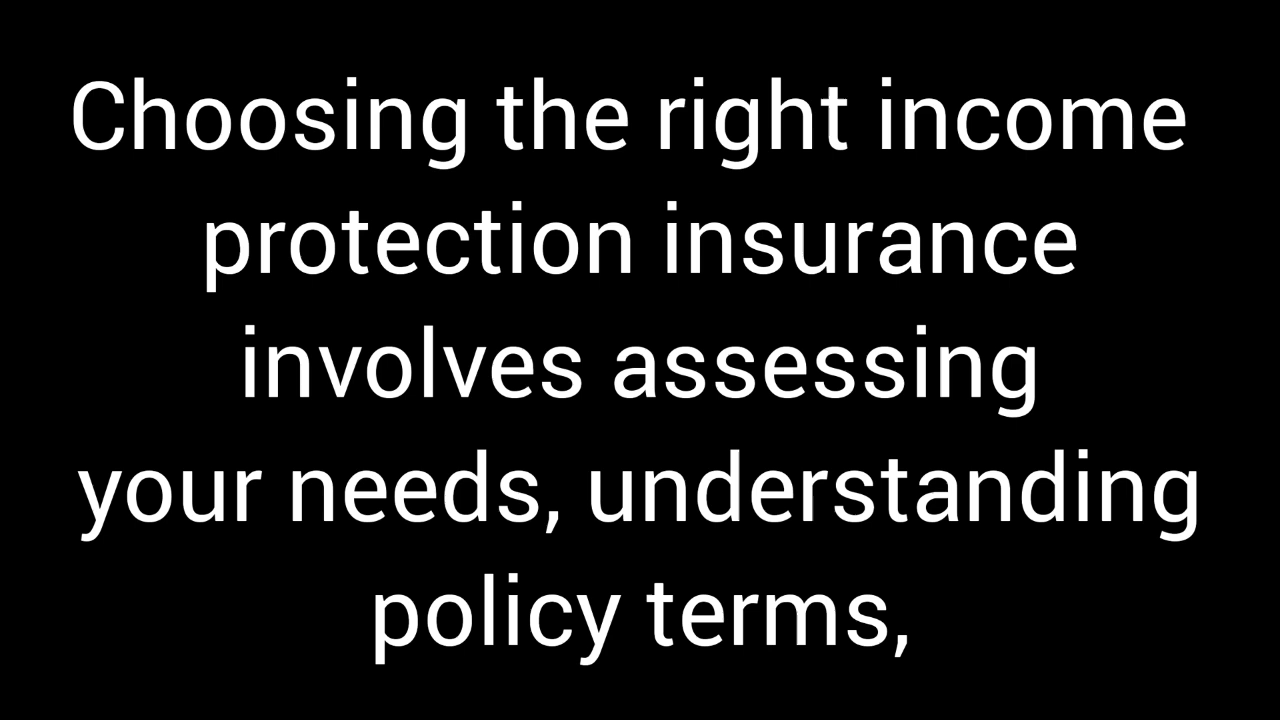 Choosing the right income
protection insurance
involves assessing
your needs, understanding
policy terms,